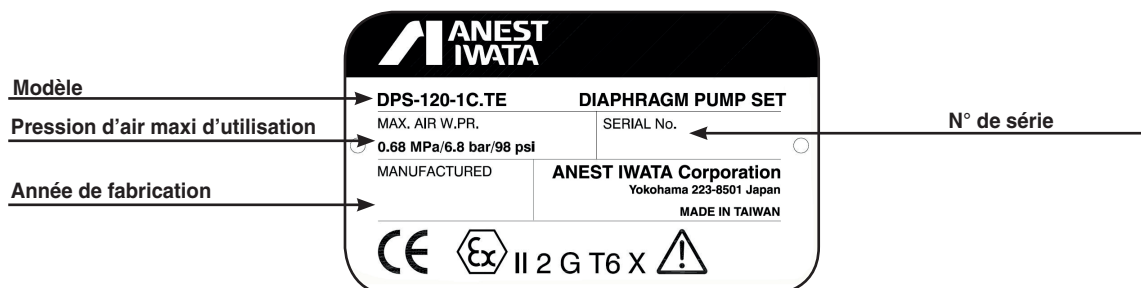 ANEST
IWATA
Modèle
DPS-120-1C.TE DIAPHRAGM PUMP SET
Pression d'air maxi d'utilisation
MAX. AIR W.PR.
0.68 MPa/6.8 bar/98 psi
SERIAL No.
N° de série
Année de fabrication
MANUFACTURED
ANEST IWATA Corporation
Yokohama 223-8501 Japan
MADE IN TAIWAN
CE Ex II 2 G T6 X